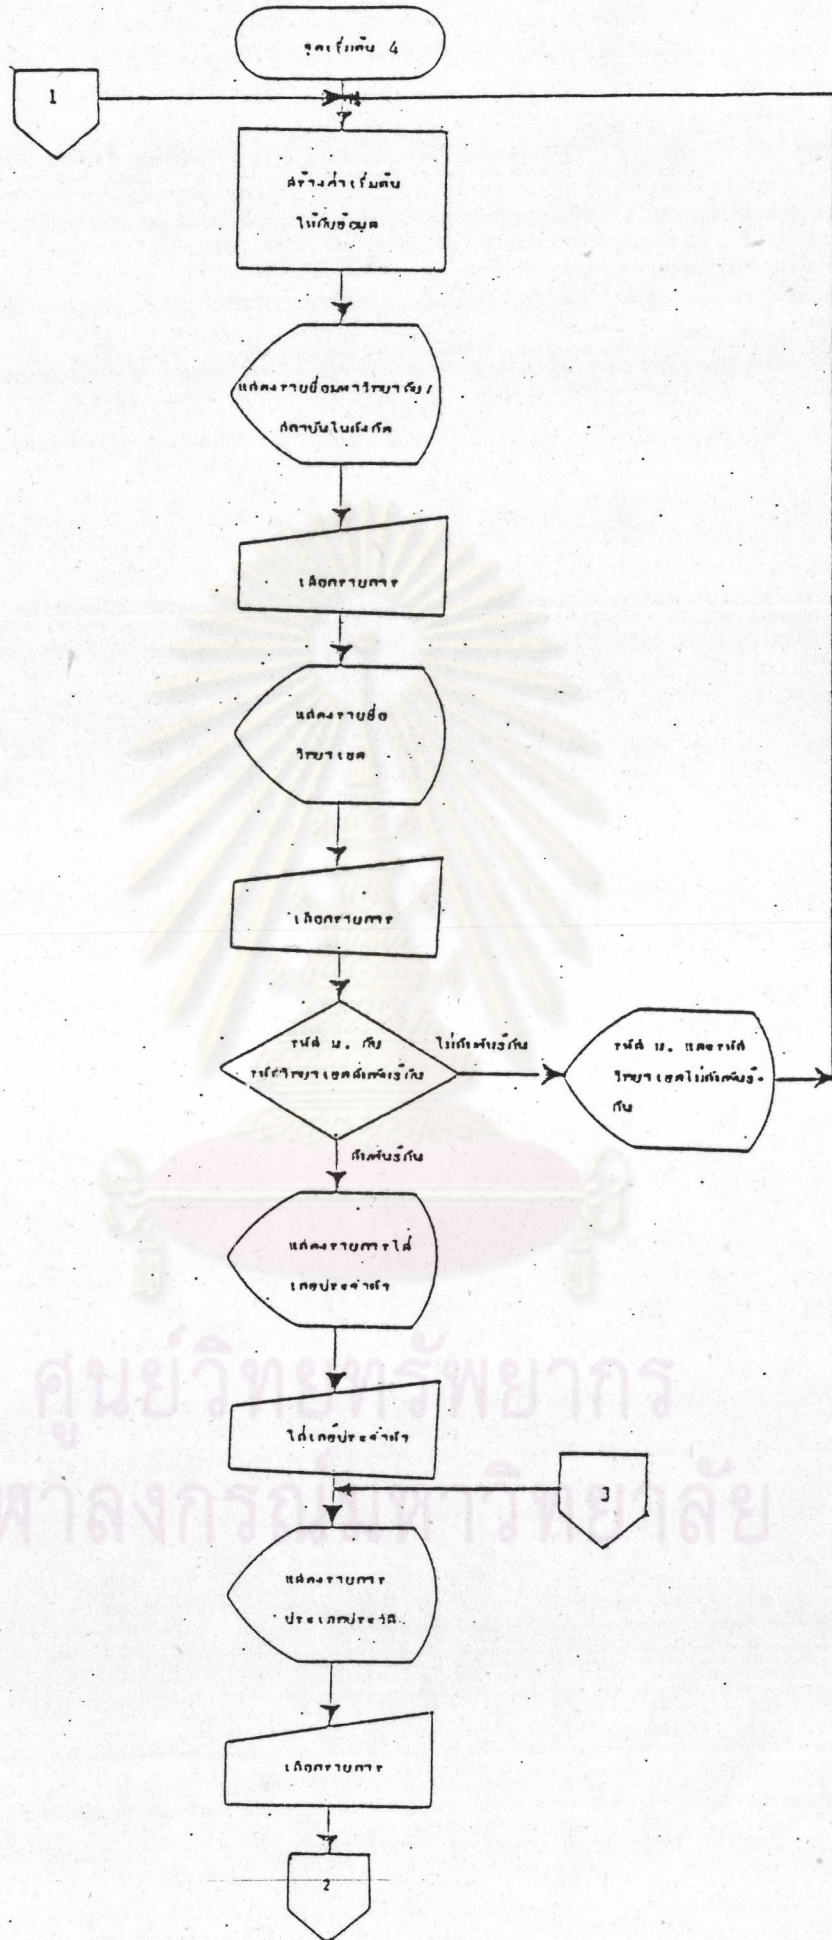 จุดเริ่มต้น 4
1
สร้างค่าเริ่มต้น
ให้กับข้อมูล
แสดงรายชื่อมหาวิทยาลัย/
สถาบันในสังกัด
เลือกรายการ
แสดงรายชื่อ
วิทยาเขต
เลือกรายการ
รหัส ม. กับ
รหัสวิทยาเขตสัมพันธ์กัน
ไม่สัมพันธ์กัน
รหัส ม. และรหัส
วิทยาเขตไม่สัมพันธ์-
กัน
สัมพันธ์กัน
แสดงรายการใส่
เลขประจำตัว
ศูนย์วิทยทรัพยากร
ใส่เลขประจำตัว
3
ฬาลงกรณ์มหาวิทยาลัย
แสดงรายการ
ประเภทประวัติ
เลือกรายการ
2